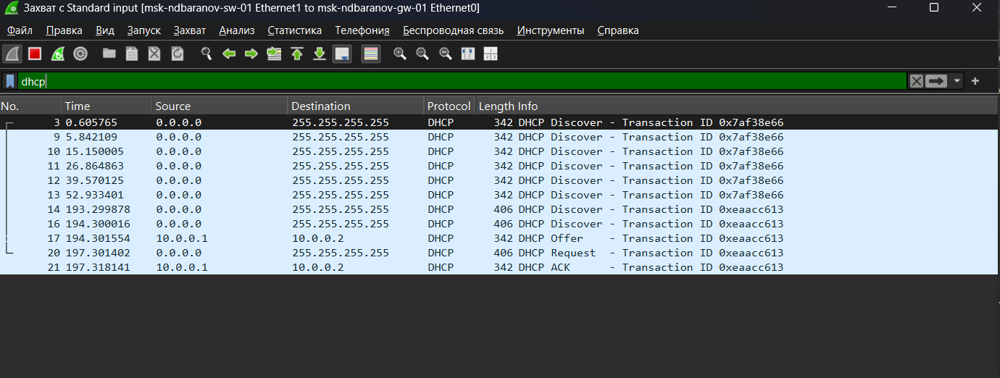 Захват с Standard input [msk-ndbaranov-sw-01 Ethernet1 to msk-ndbaranov-gw-01 Ethernet0]
Файл Правка Вид Запуск Захват Анализ Статистика Телефония Беспроводная связь Инструменты Справка
dhcp
No. Time Source Destination Protocol Length Info
3 0.605765 0.0.0.0 255.255.255.255 DHCP 342 DHCP Discover - Transaction ID 0x7af38e66
9 5.842109 0.0.0.0 255.255.255.255 DHCP 342 DHCP Discover - Transaction ID 0x7af38e66
10 15.150005 0.0.0.0 255.255.255.255 DHCP 342 DHCP Discover - Transaction ID 0x7af38e66
11 26.864863 0.0.0.0 255.255.255.255 DHCP 342 DHCP Discover - Transaction ID 0x7af38e66
12 39.570125 0.0.0.0 255.255.255.255 DHCP 342 DHCP Discover - Transaction ID 0x7af38e66
13 52.933401 0.0.0.0 255.255.255.255 DHCP 342 DHCP Discover - Transaction ID 0x7af38e66
14 193.299878 0.0.0.0 255.255.255.255 DHCP 406 DHCP Discover - Transaction ID 0xeaacc613
16 194.300016 0.0.0.0 255.255.255.255 DHCP 406 DHCP Discover - Transaction ID 0xeaacc613
17 194.301554 10.0.0.1 10.0.0.2 DHCP 342 DHCP Offer - Transaction ID 0xeaacc613
20 197.301402 0.0.0.0 255.255.255.255 DHCP 406 DHCP Request - Transaction ID 0xeaacc613
21 197.318141 10.0.0.1 10.0.0.2 DHCP 342 DHCP ACK - Transaction ID 0xeaacc613